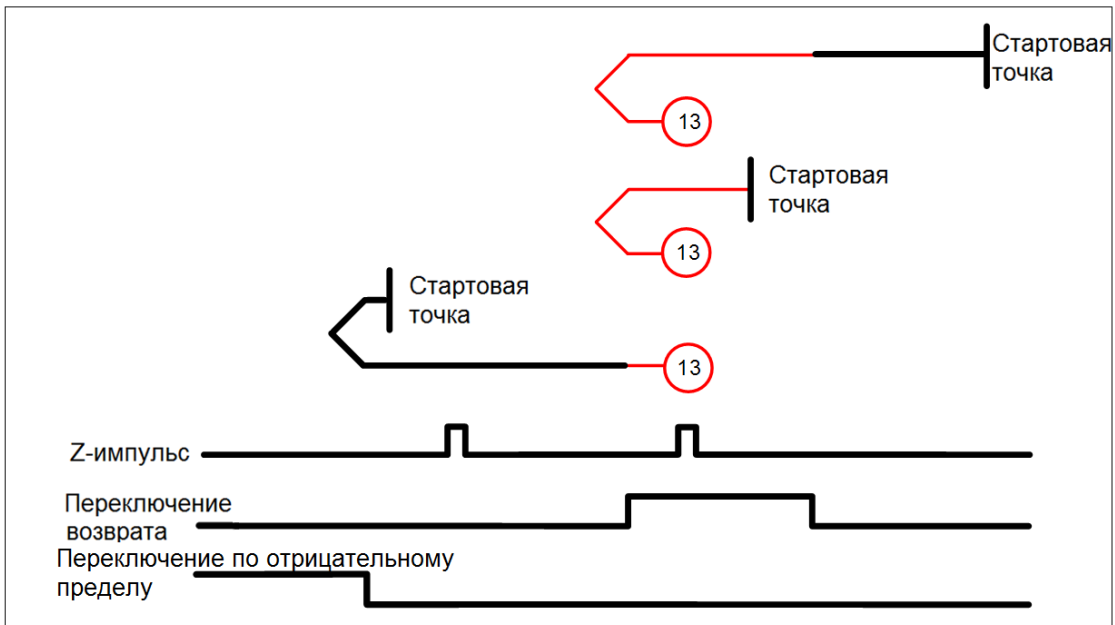 Стартовая
точка
13
Стартовая
точка
13
Стартовая
точка
13
Z-импульс
Переключение
возврата
Переключение по отрицательному
пределу